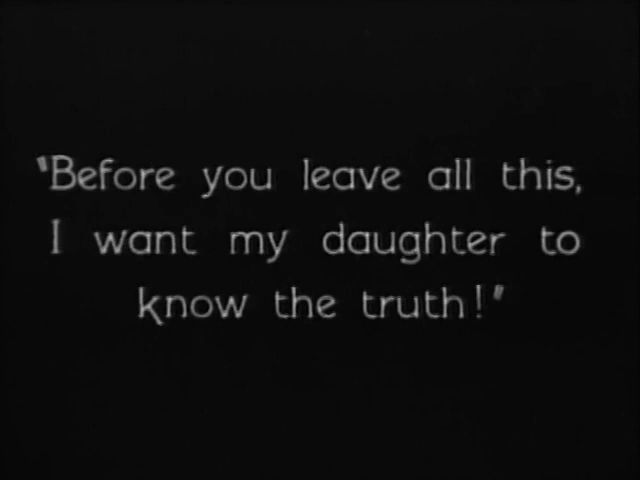 "Before you leave all this,
I want my daughter to
know the truth!"